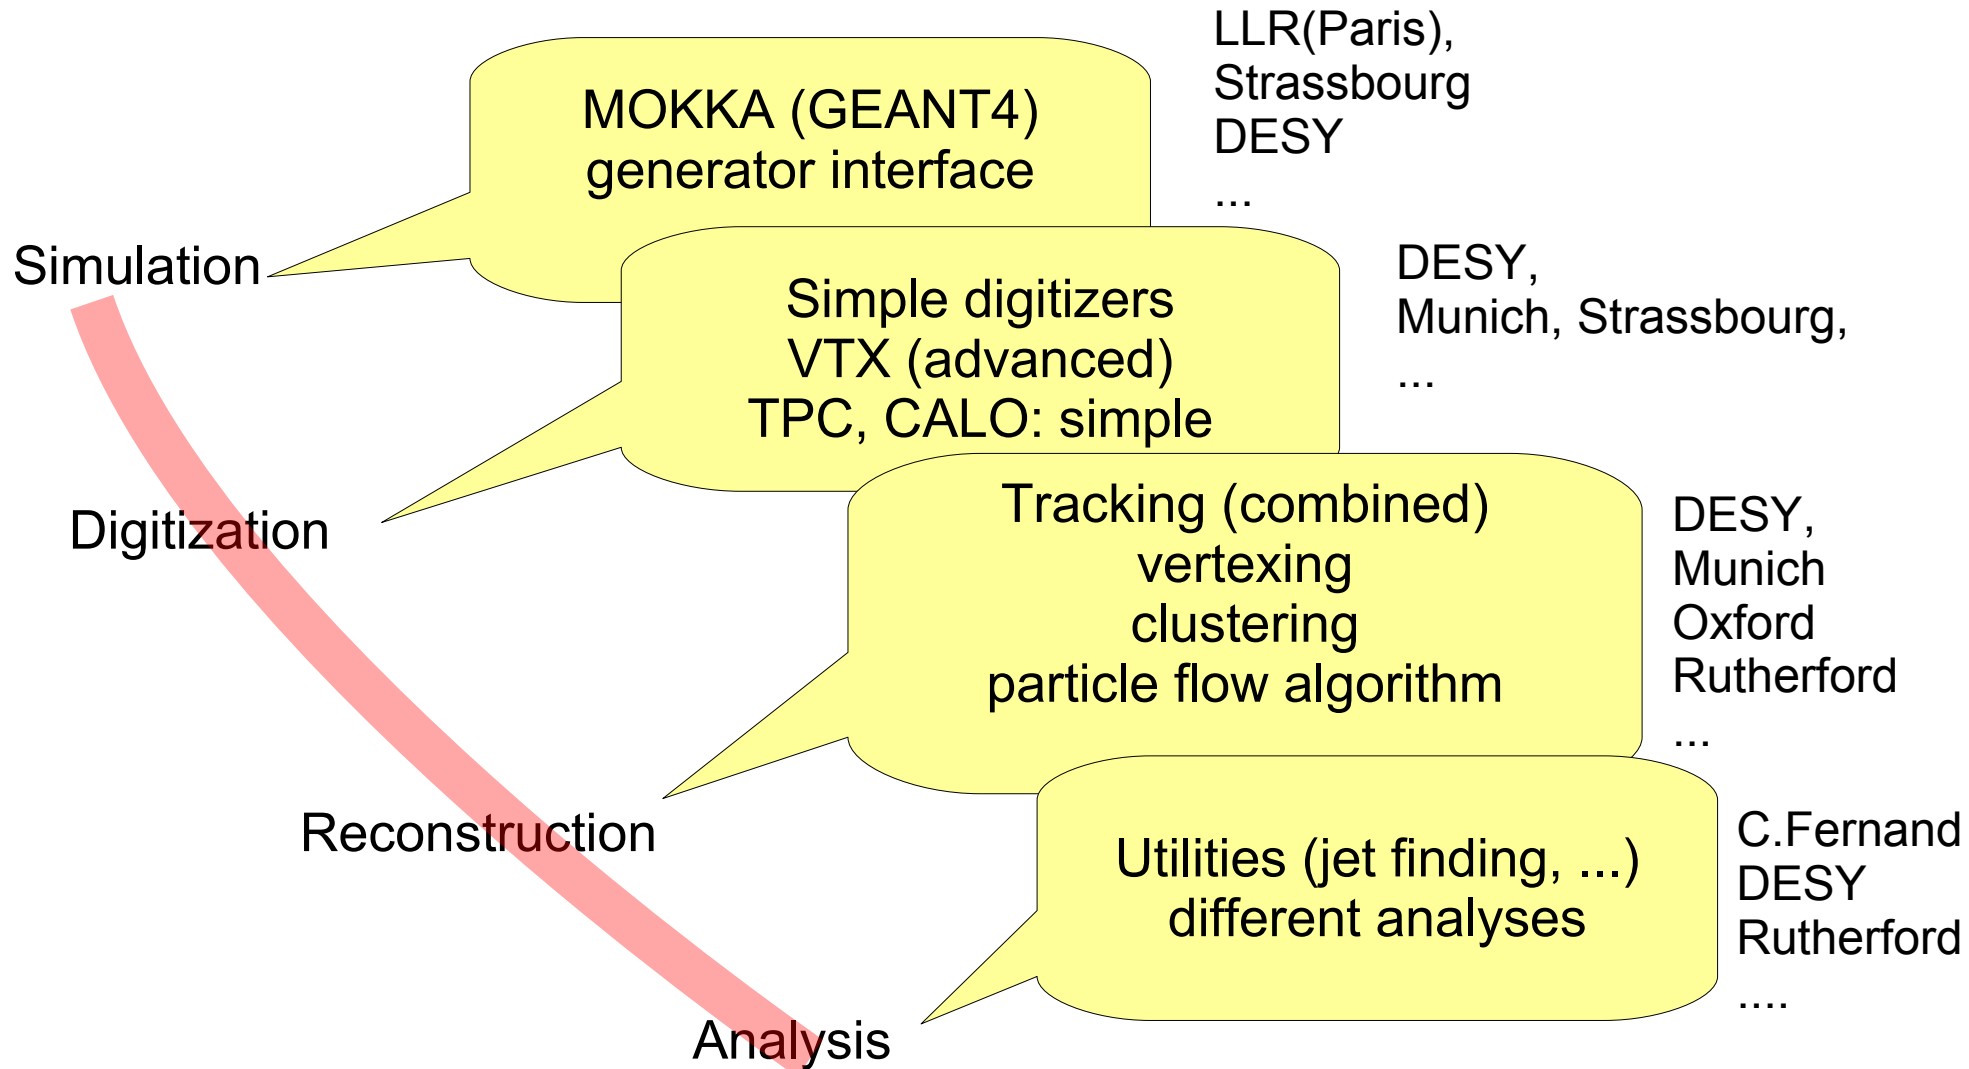 LLR(Paris),
Strassbourg
DESY
...
MOKKA (GEANT4)
generator interface
Simulation
DESY,
Munich, Strassbourg,
...
Simple digitizers
VTX (advanced)
TPC, CALO: simple
Digitization
DESY,
Munich
Oxford
Rutherford
...
Tracking (combined)
vertexing
clustering
particle flow algorithm
Reconstruction
C.Fernand
DESY
Rutherford
....
Utilities (jet finding, ...)
different analyses
Analysis